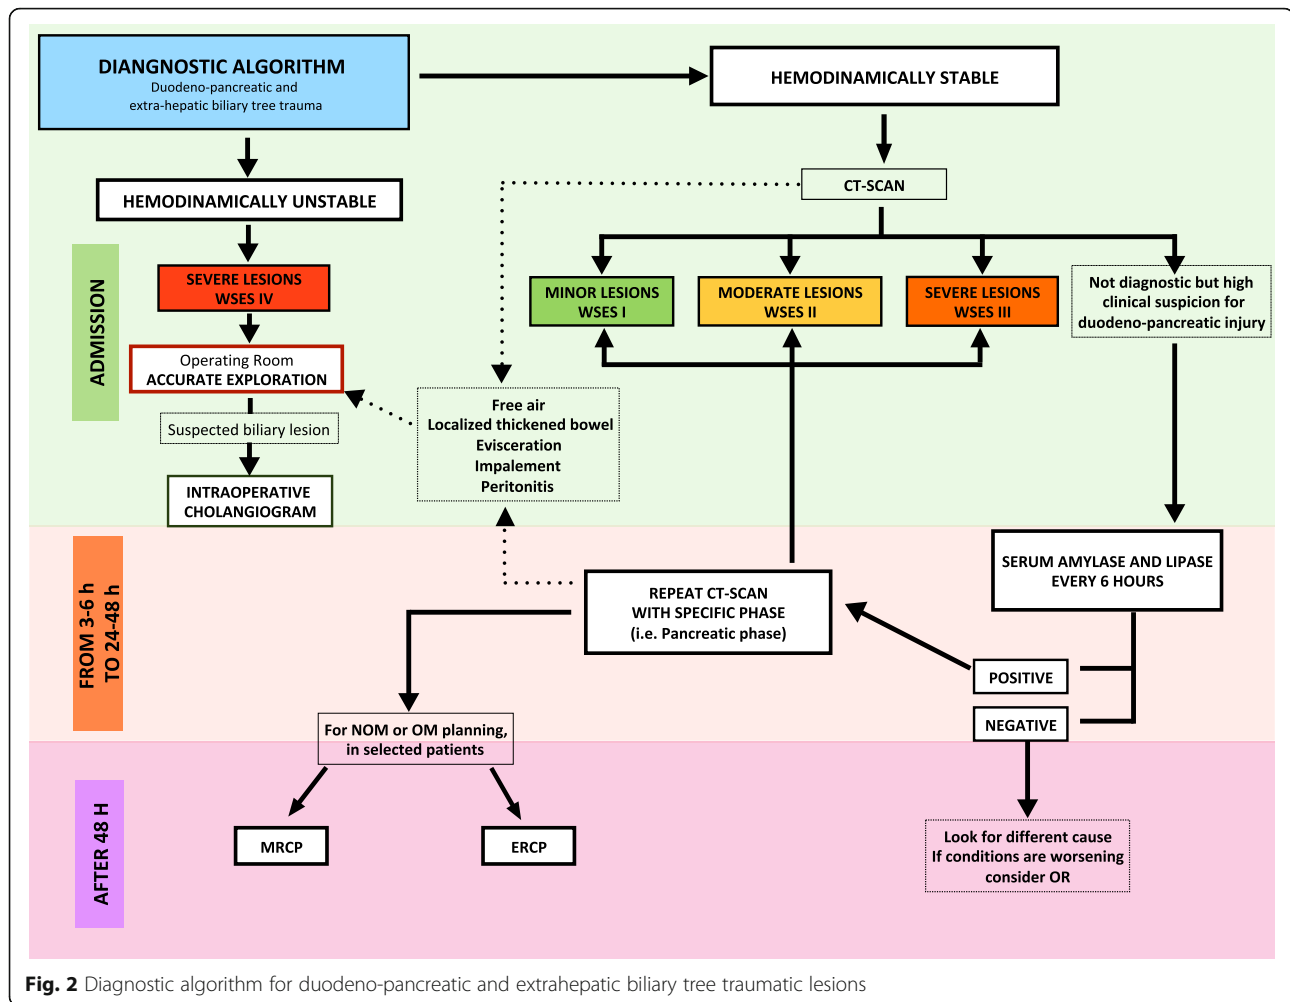 DIANGNOSTIC ALGORITHM
Duodeno-pancreatic and
extra-hepatic biliary tree trauma
HEMODINAMICALLY STABLE
HEMODINAMICALLY UNSTABLE
CT-SCAN
ADMISSION
SEVERE LESIONS
WSES IV
MINOR LESIONS
WSES I
MODERATE LESIONS
WSES II
SEVERE LESIONS
WSES III
Not diagnostic but high
clinical suspicion for
duodeno-pancreatic injury
Operating Room
ACCURATE EXPLORATION
Suspected biliary lesion
INTRAOPERATIVE
CHOLANGIOGRAM
Free air
Localized thickened bowel
Evisceration
Impalement
Peritonitis
FROM 3-6 h
TO 24-48 h
REPEAT CT-SCAN
WITH SPECIFIC PHASE
(i.e. Pancreatic phase)
SERUM AMYLASE AND LIPASE
EVERY 6 HOURS
POSITIVE
NEGATIVE
For NOM or OM planning,
in selected patients
AFTER 48 H
MRCP
ERCP
Look for different cause
If conditions are worsening
consider OR
Fig. 2 Diagnostic algorithm for duodeno-pancreatic and extrahepatic biliary tree traumatic lesions